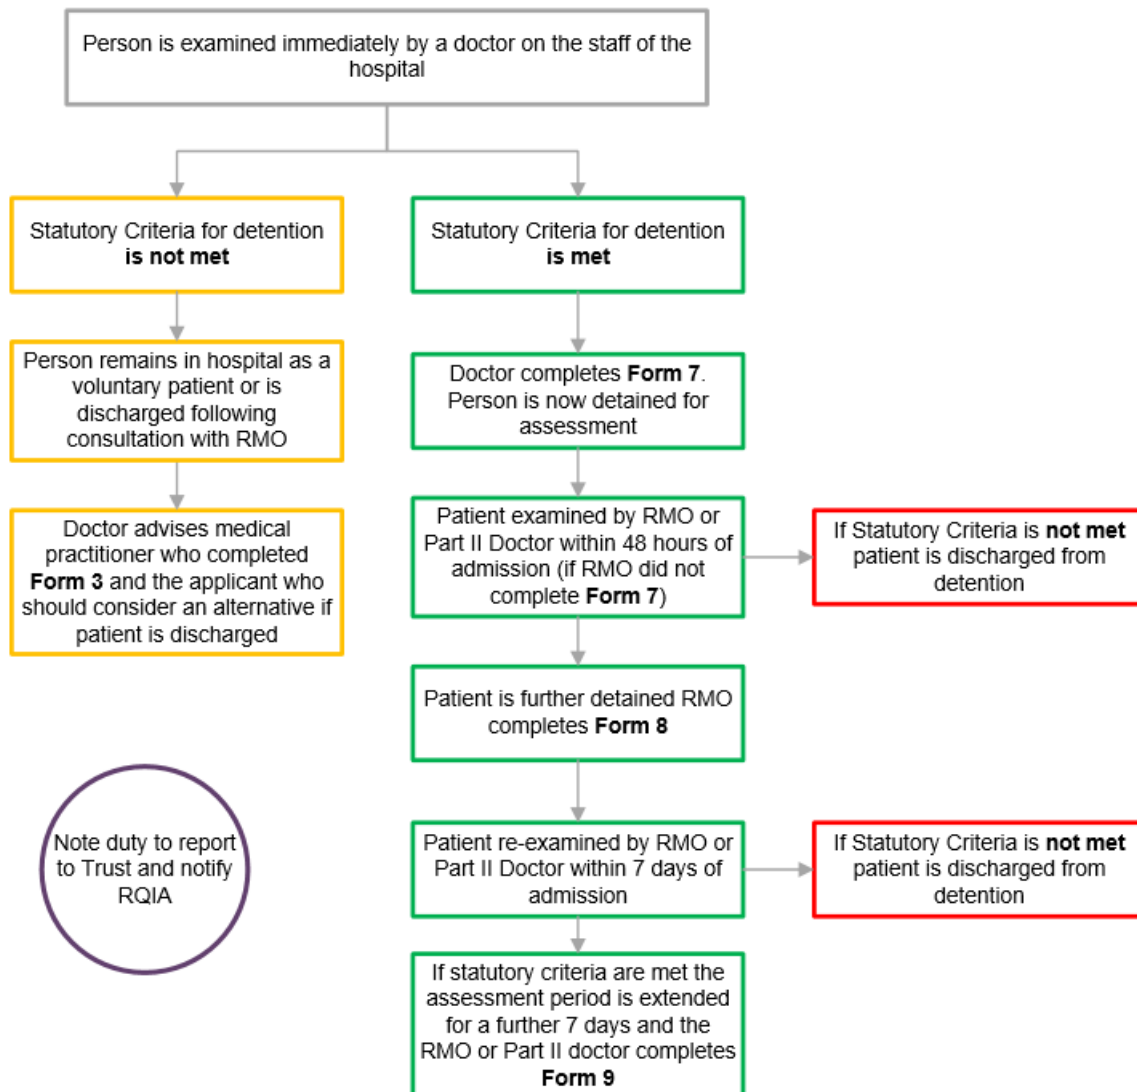 Person is examined immediately by a doctor on the staff of the
hospital
Statutory Criteria for detention
is not met
Statutory Criteria for detention
is met
Person remains in hospital as a
voluntary patient or is
discharged following
consultation with RMO
Doctor completes Form 7.
Person is now detained for
assessment
Doctor advises medical
practitioner who completed
Form 3 and the applicant who
should consider an alternative if
patient is discharged
Patient examined by RMO or
Part II Doctor within 48 hours of
admission (if RMO did not
complete Form 7)
If Statutory Criteria is not met
patient is discharged from
detention
Patient is further detained RMO
completes Form 8
Note duty to report
to Trust and notify
RQIA
Patient re-examined by RMO or
Part II Doctor within 7 days of
admission
If Statutory Criteria is not met
patient is discharged from
detention
If statutory criteria are met the
assessment period is extended
for a further 7 days and the
RMO or Part II doctor completes
Form 9